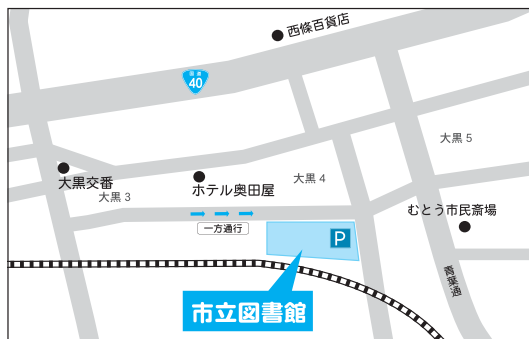 西條百貨店
国道
40
大黒 5
大黒交番
ホテル奥田屋
大黒 4
大黒 3
むとう市民斎場
一方通行
P
青葉通
市立図書館